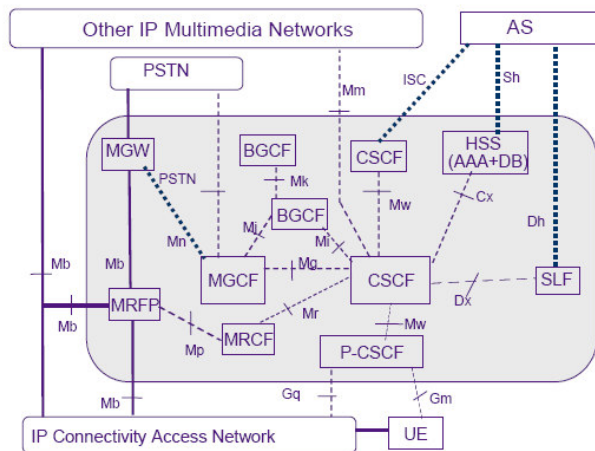 Other IP Multimedia Networks
AS
PSTN
Mm
ISC
Sh
MGW
PSTN
BGCF
CSCF
HSS
(AAA+DB)
Mk
Mw
Cx
BGCF
Mn
Mj
Mi
Dh
Mb
Mb
MGCF
Mg
CSCF
SLF
Mb
MRFP
Mr
Dx
Mp
MRCF
Mw
P-CSCF
Mb
Gq
Gm
IP Connectivity Access Network
UE